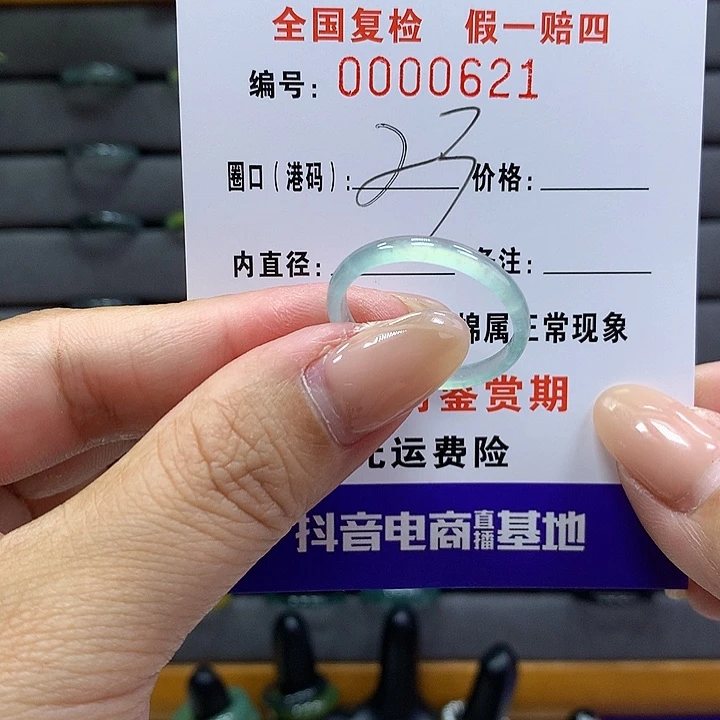 全国复检 假一赔四
编号：0000621
圈口（港码）：23 价格：
内直径： 注：
棉属正常现象
鉴赏期
运费险
抖音电商直播基地